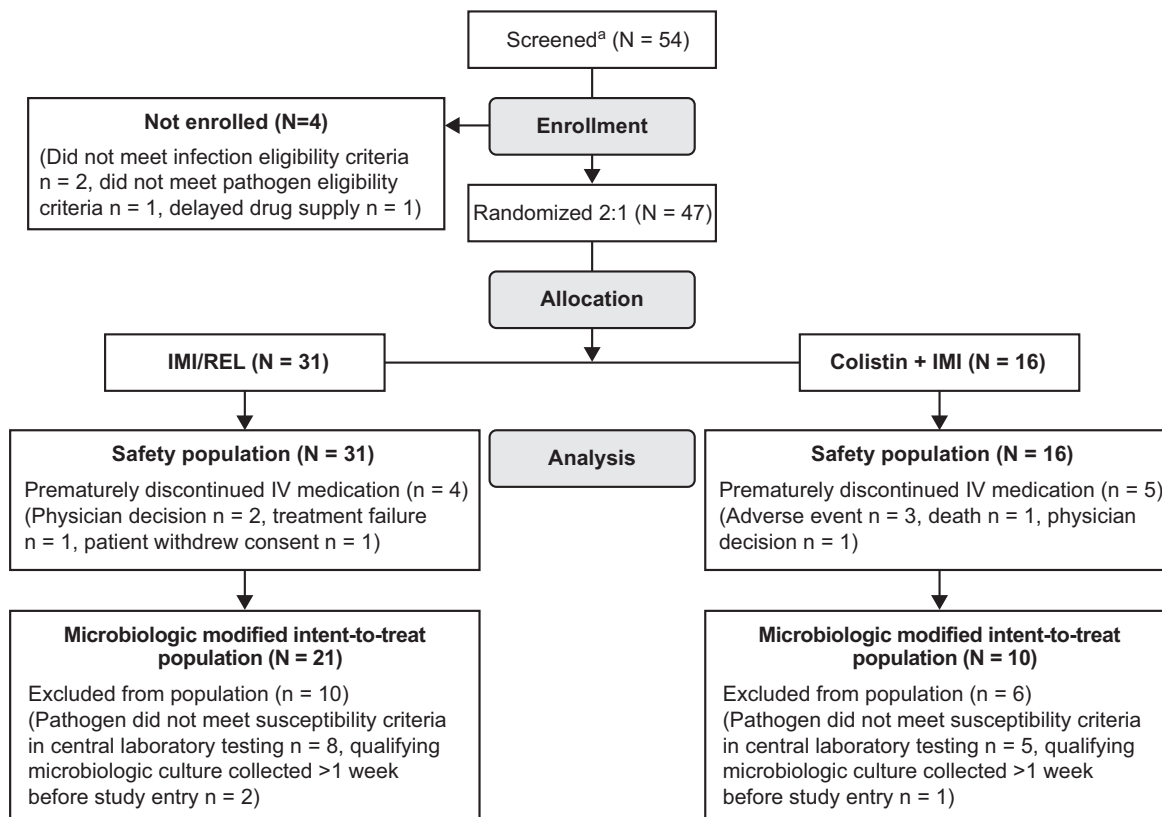 Screenedª (N = 54)
Enrollment
Not enrolled (N=4)
(Did not meet infection eligibility criteria
n = 2, did not meet pathogen eligibility
criteria n = 1, delayed drug supply n = 1)
Randomized 2:1 (N = 47)
Allocation
IMI/REL (N = 31)
Colistin + IMI (N = 16)
Analysis
Safety population (N = 31)
Prematurely discontinued IV medication (n = 4)
(Physician decision n = 2, treatment failure
n = 1, patient withdrew consent n = 1)
Safety population (N = 16)
Prematurely discontinued IV medication (n = 5)
(Adverse event n = 3, death n = 1, physician
decision n = 1)
Microbiologic modified intent-to-treat
population (N = 21)
Excluded from population (n = 10)
(Pathogen did not meet susceptibility criteria
in central laboratory testing n = 8, qualifying
microbiologic culture collected >1 week
before study entry n = 2)
Microbiologic modified intent-to-treat
population (N = 10)
Excluded from population (n = 6)
(Pathogen did not meet susceptibility criteria
in central laboratory testing n = 5, qualifying
microbiologic culture collected >1 week
before study entry n = 1)